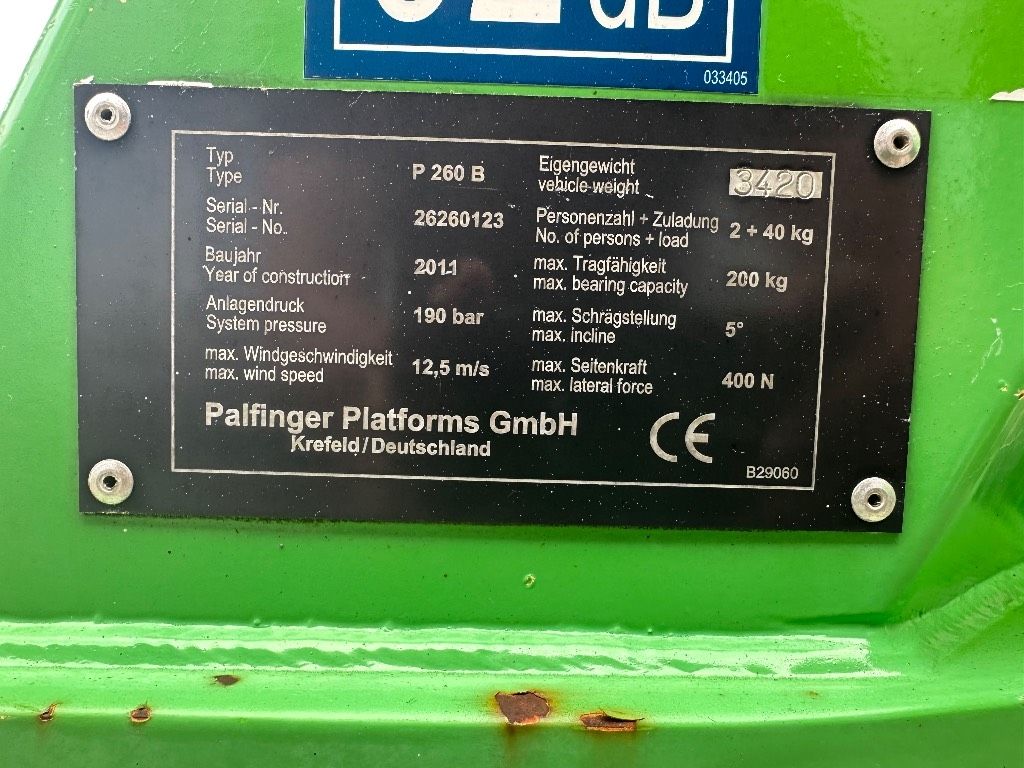 dB
033405
Typ
Type
P 260 B
Serial - Nr.
Serial - No.
26260123
Baujahr
Year of construction
2011
Anlagendruck
System pressure
190 bar
max. Windgeschwindigkeit
max. wind speed
12,5 m/s
Eigengewicht
vehicle weight
3420
Personenzahl + Zuladung
No. of persons + load
2 + 40 kg
max. Tragfähigkeit
max. bearing capacity
200 kg
max. Schrägstellung
max. incline
5°
max. Seitenkraft
max. lateral force
400 N
Palfinger Platforms GmbH
Krefeld/Deutschland
CE
B29060